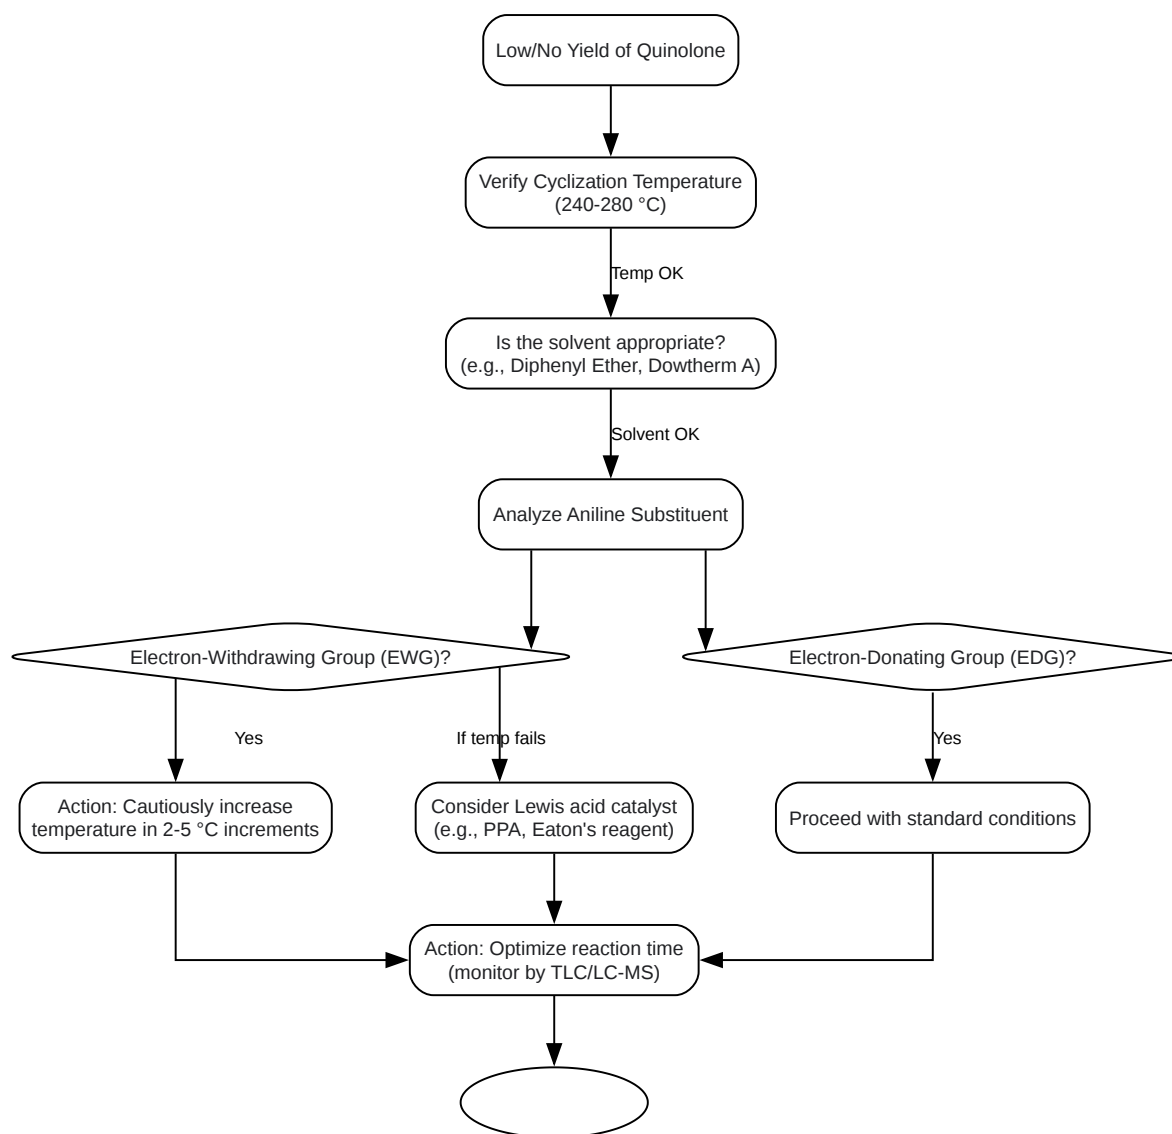 Low/No Yield of Quinolone
Verify Cyclization Temperature
(240-280 °C)
Temp OK
Is the solvent appropriate?
(e.g., Diphenyl Ether, Dowtherm A)
Solvent OK
Analyze Aniline Substituent
Electron-Withdrawing Group (EWG)?
Electron-Donating Group (EDG)?
Yes
If temp fails
Yes
Action: Cautiously increase
temperature in 2-5 °C increments
Consider Lewis acid catalyst
(e.g., PPA, Eaton's reagent)
Proceed with standard conditions
Action: Optimize reaction time
(monitor by TLC/LC-MS)